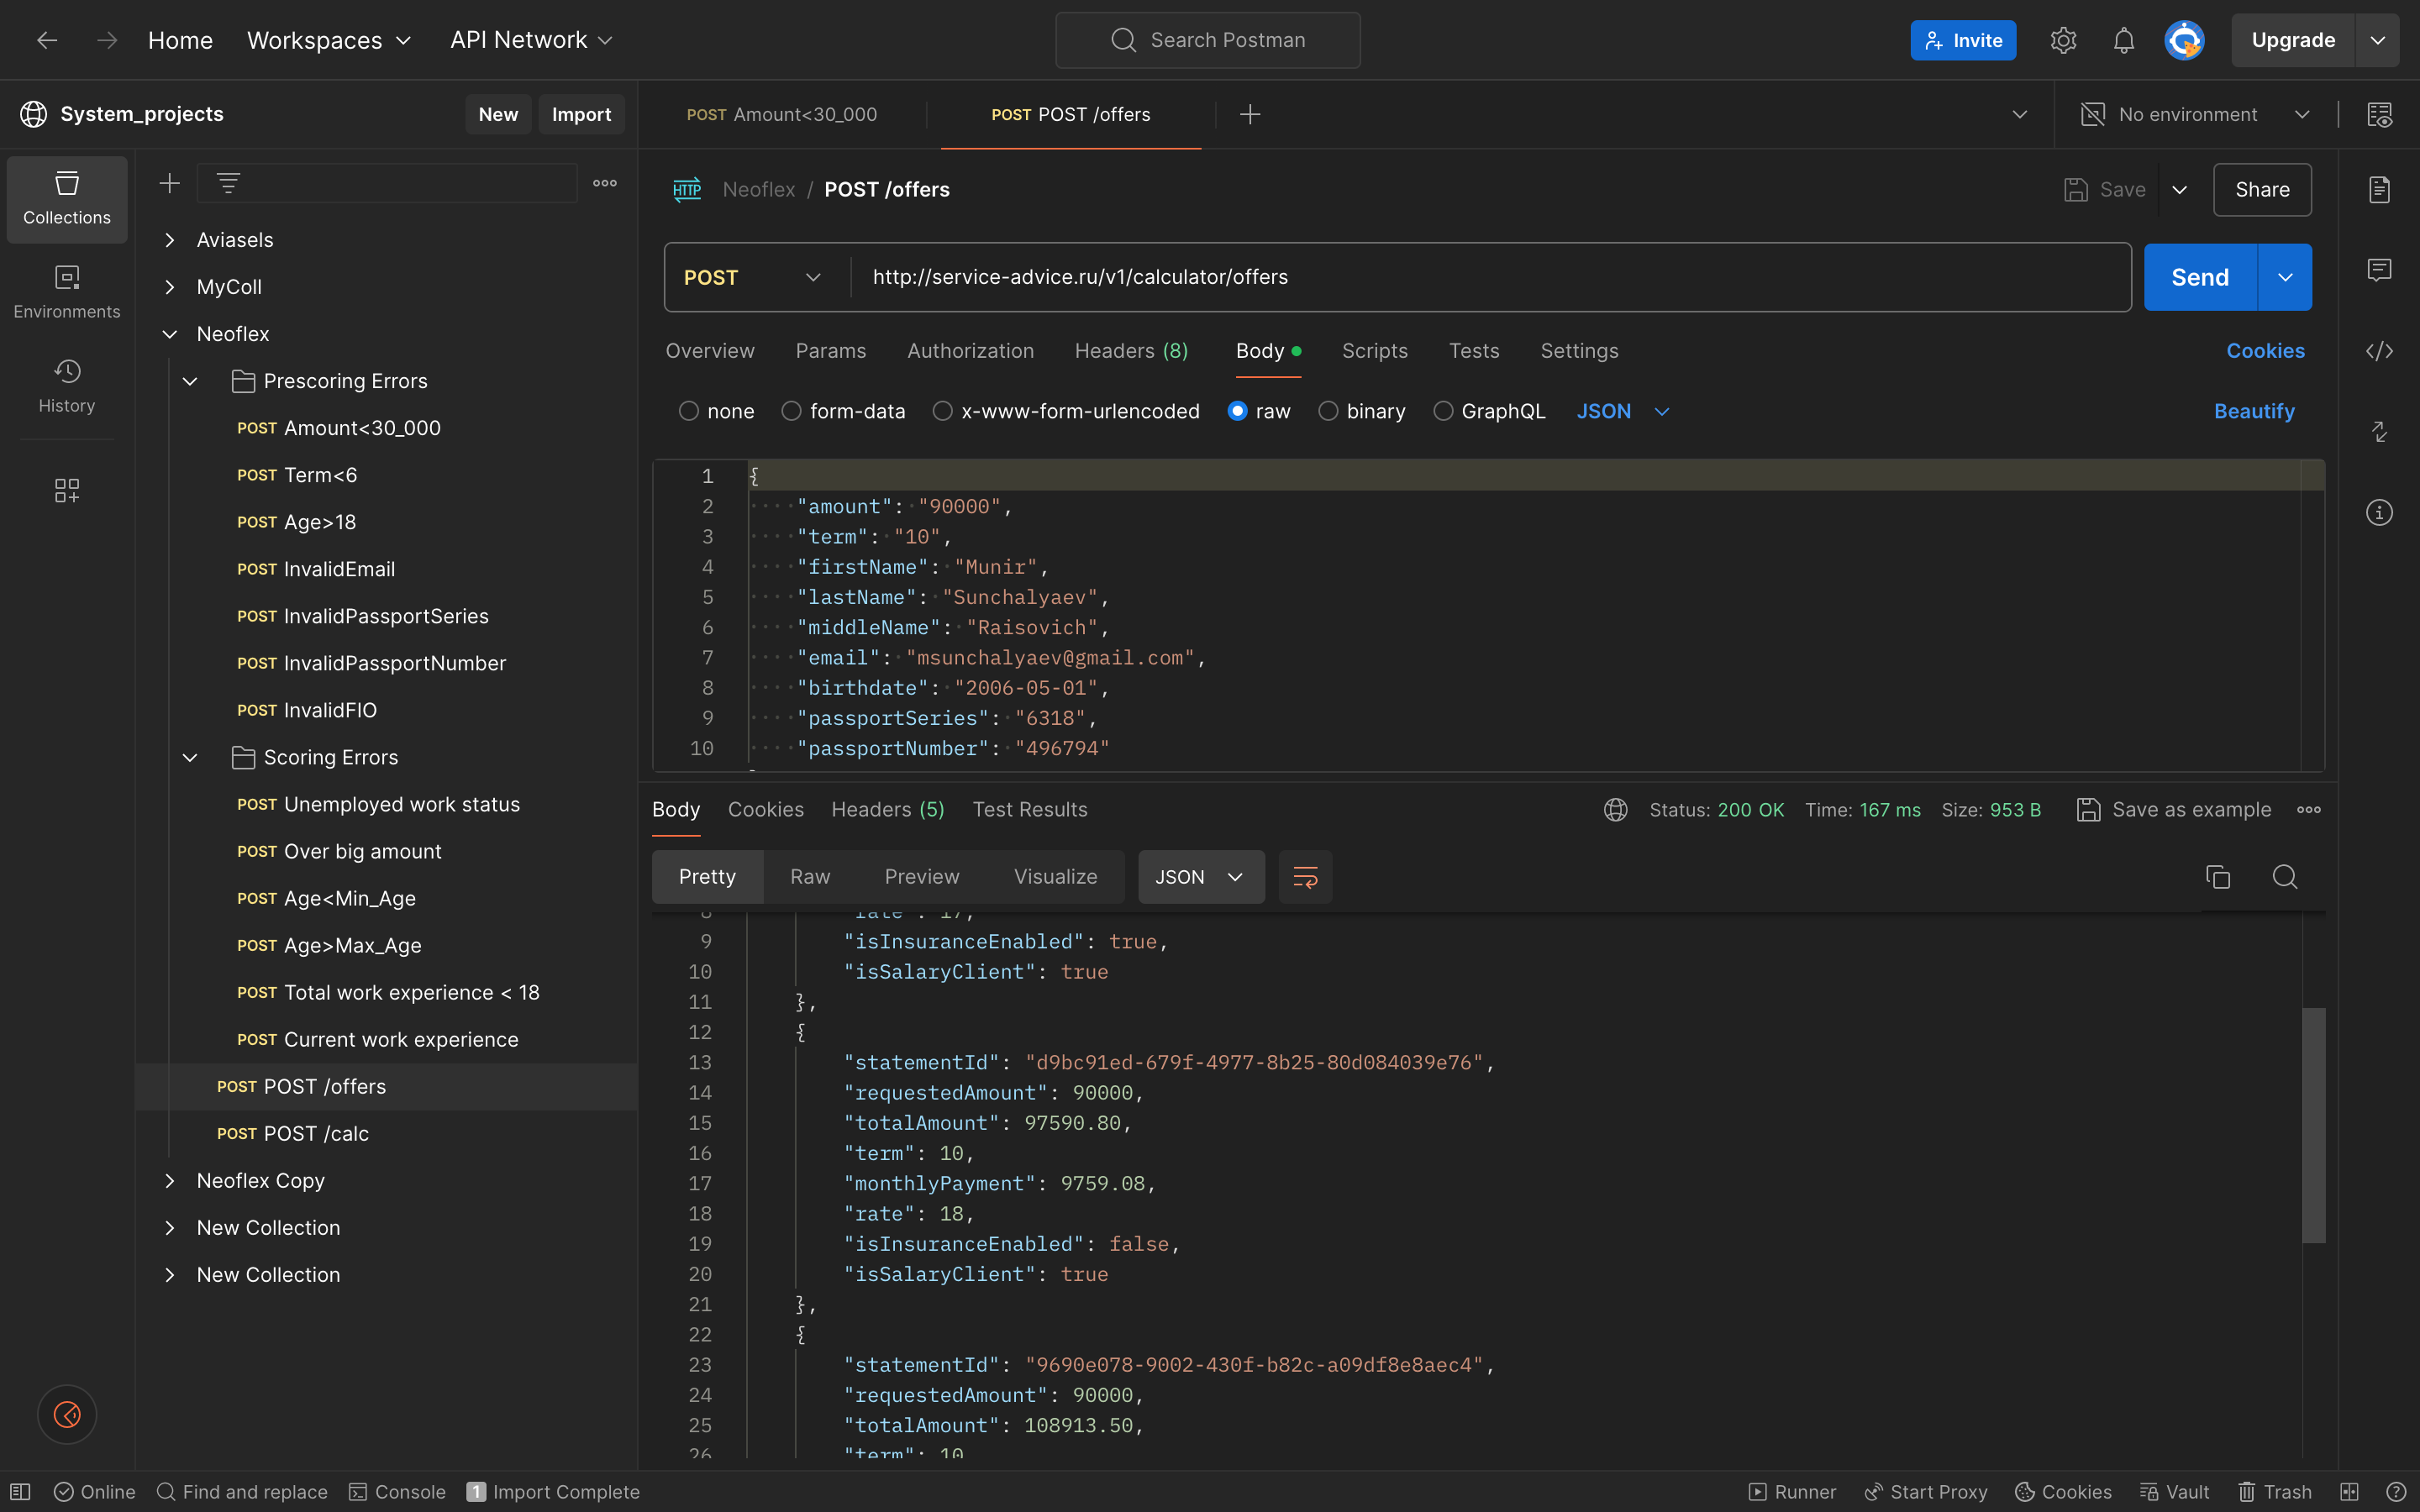 Home Workspaces API Network Search Postman Invite Upgrade
System_projects New Import POST Amount<30_000 POST POST /offers No environment
Collections
Environments
History
Aviasels
MyColl
Neoflex
Prescoring Errors
POST Amount<30_000
POST Term<6
POST Age>18
POST InvalidEmail
POST InvalidPassportSeries
POST InvalidPassportNumber
POST InvalidFIO
Scoring Errors
POST Unemployed work status
POST Over big amount
POST Age<Min_Age
POST Age>Max_Age
POST Total work experience < 18
POST Current work experience
POST POST /offers
POST POST /calc
Neoflex Copy
New Collection
New Collection
HTTP Neoflex / POST /offers Save Share
POST http://service-advice.ru/v1/calculator/offers Send
Overview Params Authorization Headers (8) Body Scripts Tests Settings Cookies
none form-data x-www-form-urlencoded raw binary GraphQL JSON Beautify
1 {
2 "amount": "90000",
3 "term": "10",
4 "firstName": "Munir",
5 "lastName": "Sunchalyaev",
6 "middleName": "Raisovich",
7 "email": "msunchalyaev@gmail.com",
8 "birthdate": "2006-05-01",
9 "passportSeries": "6318",
10 "passportNumber": "496794"
Body Cookies Headers (5) Test Results Status: 200 OK Time: 167 ms Size: 953 B Save as example
Pretty Raw Preview Visualize JSON
8 "rate": 17,
9 "isInsuranceEnabled": true,
10 "isSalaryClient": true
11 },
12 {
13 "statementId": "d9bc91ed-679f-4977-8b25-80d084039e76",
14 "requestedAmount": 90000,
15 "totalAmount": 97590.80,
16 "term": 10,
17 "monthlyPayment": 9759.08,
18 "rate": 18,
19 "isInsuranceEnabled": false,
20 "isSalaryClient": true
21 },
22 {
23 "statementId": "9690e078-9002-430f-b82c-a09df8e8aec4",
24 "requestedAmount": 90000,
25 "totalAmount": 108913.50,
26 "term": 10
Online Find and replace Console 1 Import Complete Runner Start Proxy Cookies Vault Trash